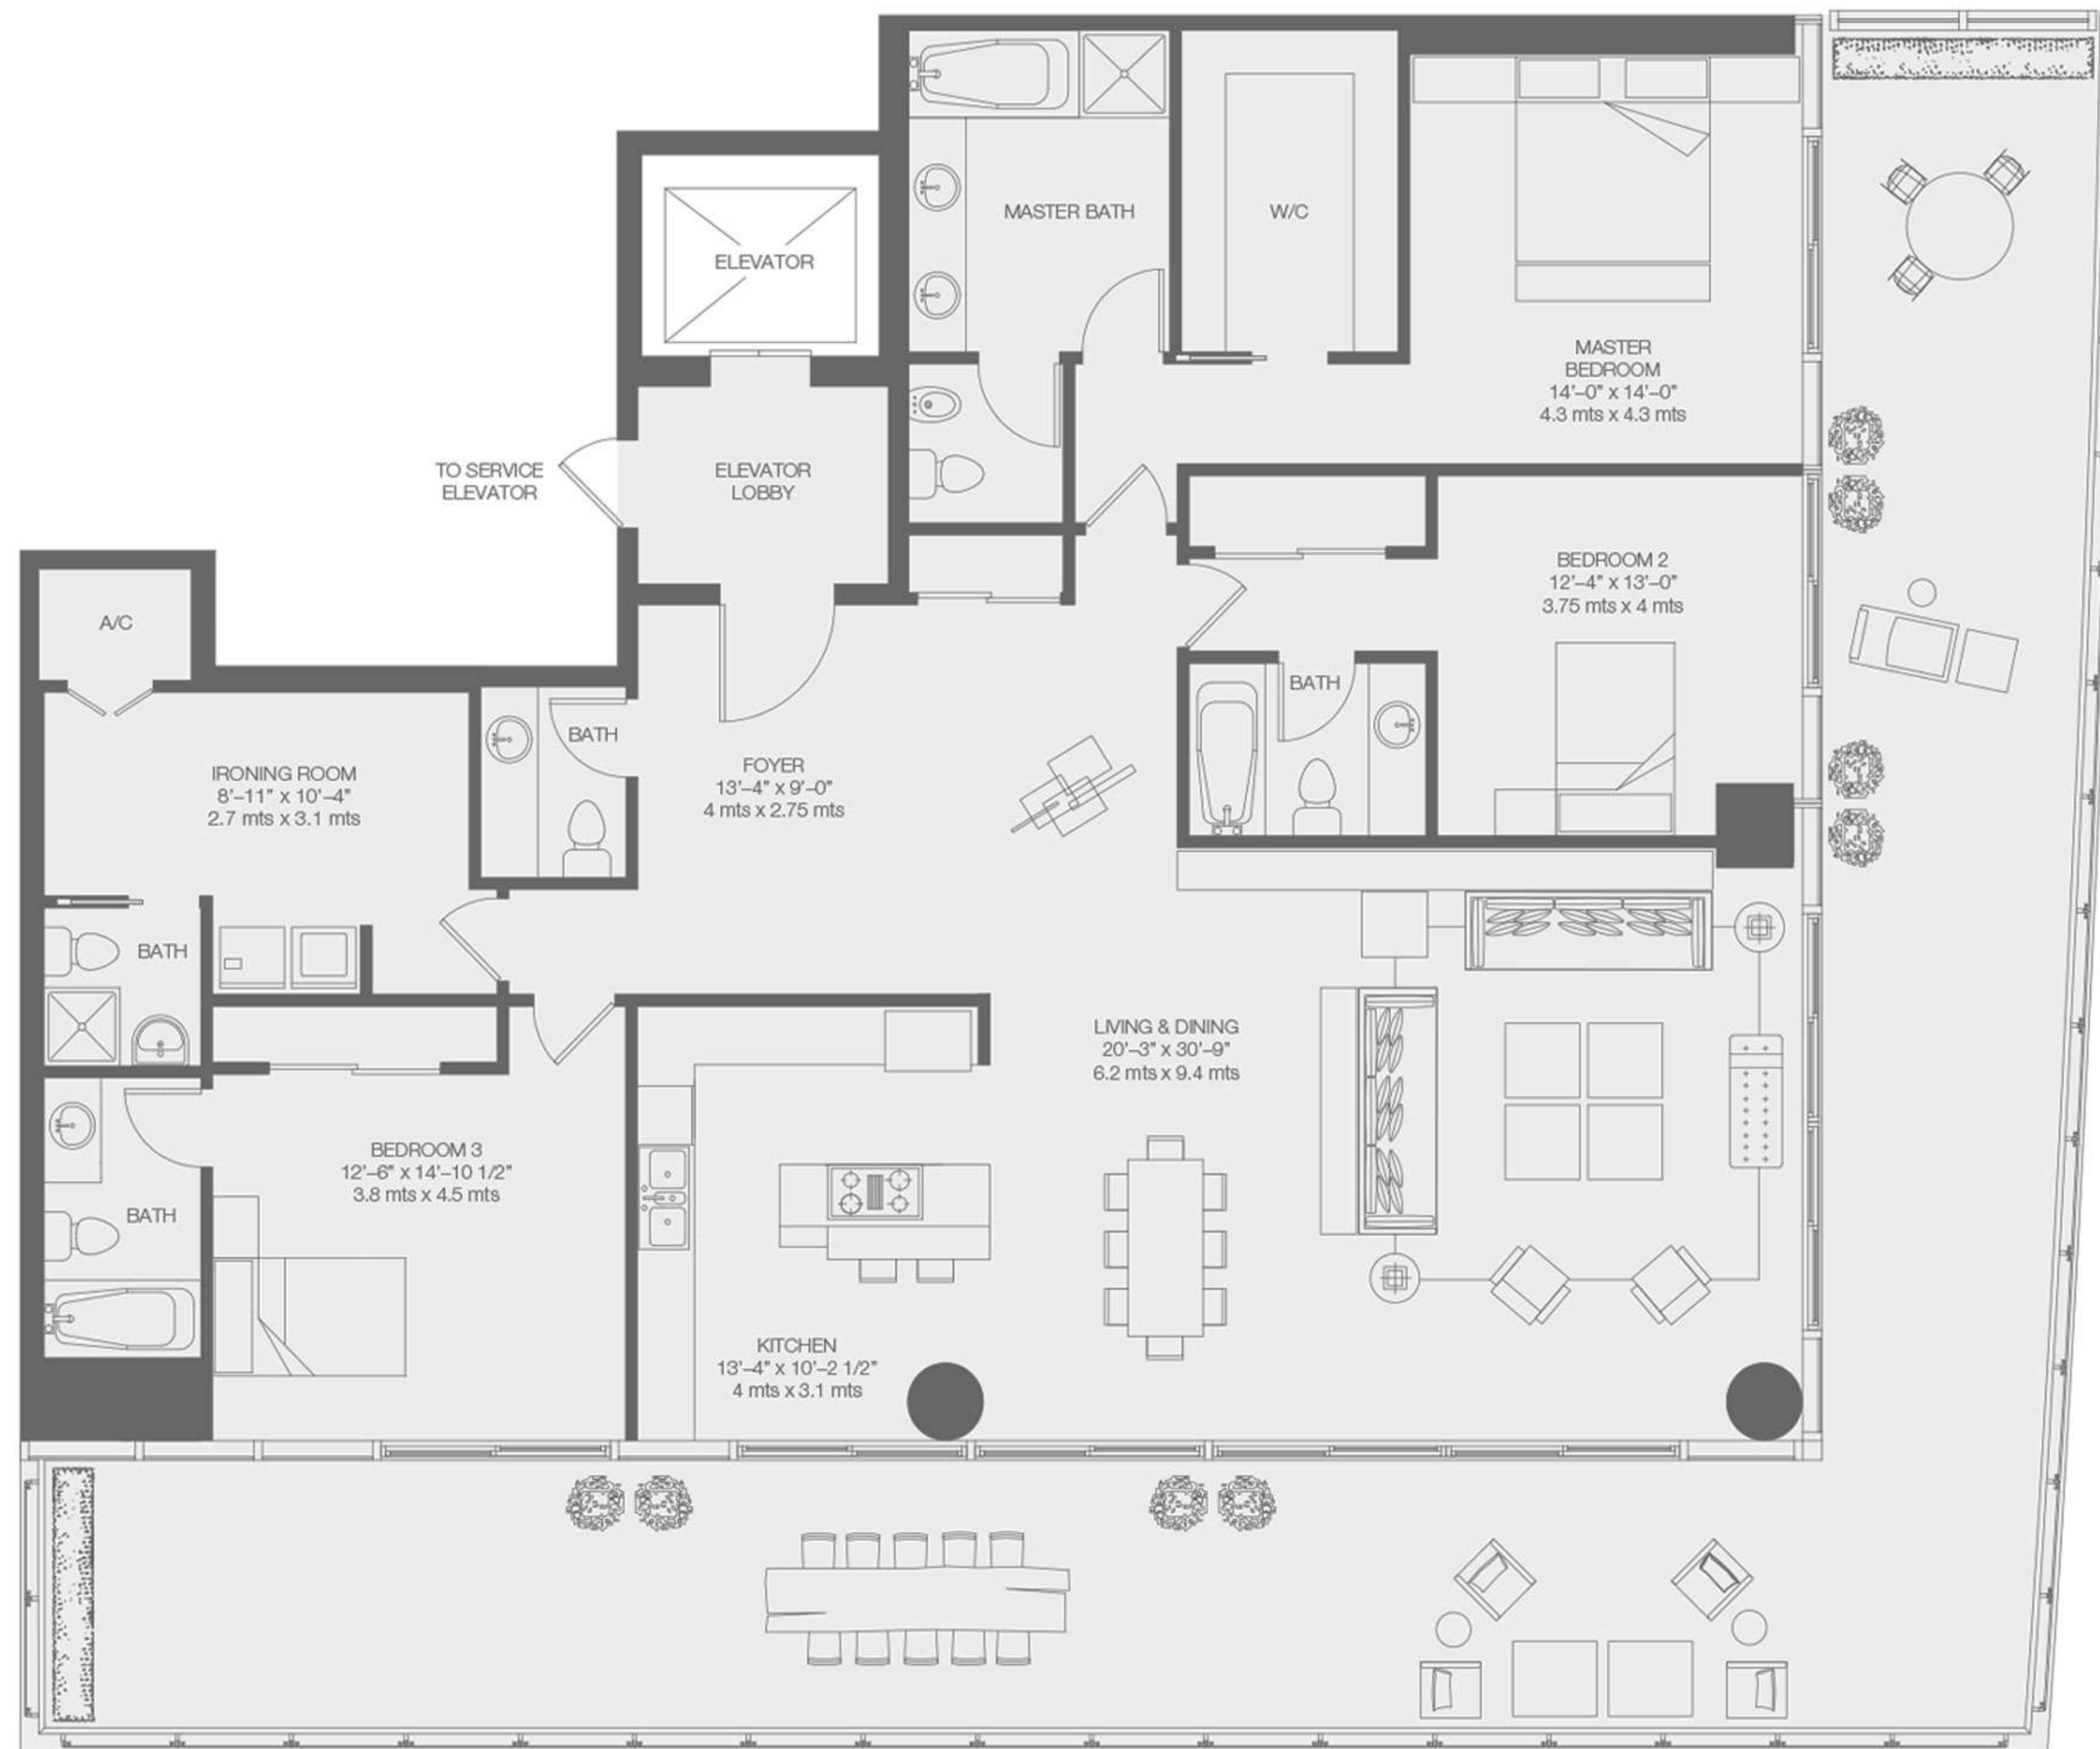 MASTER BATH
W/C
ELEVATOR
MASTER
BEDROOM
14'–0" x 14'–0"
4.3 mts x 4.3 mts
TO SERVICE
ELEVATOR
ELEVATOR
LOBBY
BEDROOM 2
12'–4" x 13'–0"
3.75 mts x 4 mts
A/C
BATH
BATH
IRONING ROOM
8'–11" x 10'–4"
2.7 mts x 3.1 mts
FOYER
13'–4" x 9'–0"
4 mts x 2.75 mts
BATH
LIVING & DINING
20'–3" x 30'–9"
6.2 mts x 9.4 mts
BEDROOM 3
12'–6" x 14'–10 1/2"
3.8 mts x 4.5 mts
BATH
KITCHEN
13'–4" x 10'–2 1/2"
4 mts x 3.1 mts